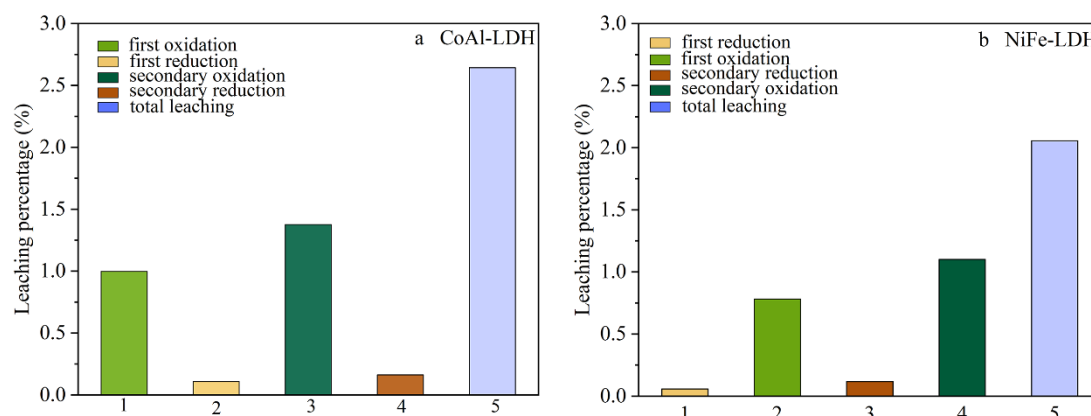 a CoAl-LDH
first oxidation
first reduction
secondary oxidation
secondary reduction
total leaching
Leaching percentage (%)
3.0
2.5
2.0
1.5
1.0
0.5
0.0
1 2 3 4 5
b NiFe-LDH
first reduction
first oxidation
secondary reduction
secondary oxidation
total leaching
Leaching percentage (%)
3.0
2.5
2.0
1.5
1.0
0.5
0.0
1 2 3 4 5